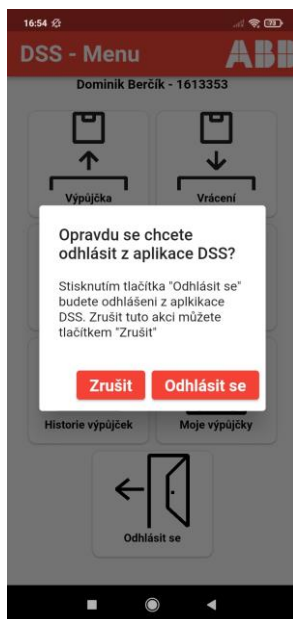 16:54
73
DSS - Menu
ABB
Dominik Berčík - 1613353
Výpůjčka
Vrácení
Opravdu se chcete
odhlásit z aplikace DSS?
Stisknutím tlačítka "Odhlásit se"
budete odhlášeni z aplkikace
DSS. Zrušit tuto akci můžete
tlačítkem "Zrušit"
Zrušit
Odhlásit se
Historie výpůjček
Moje výpůjčky
Odhlásit se